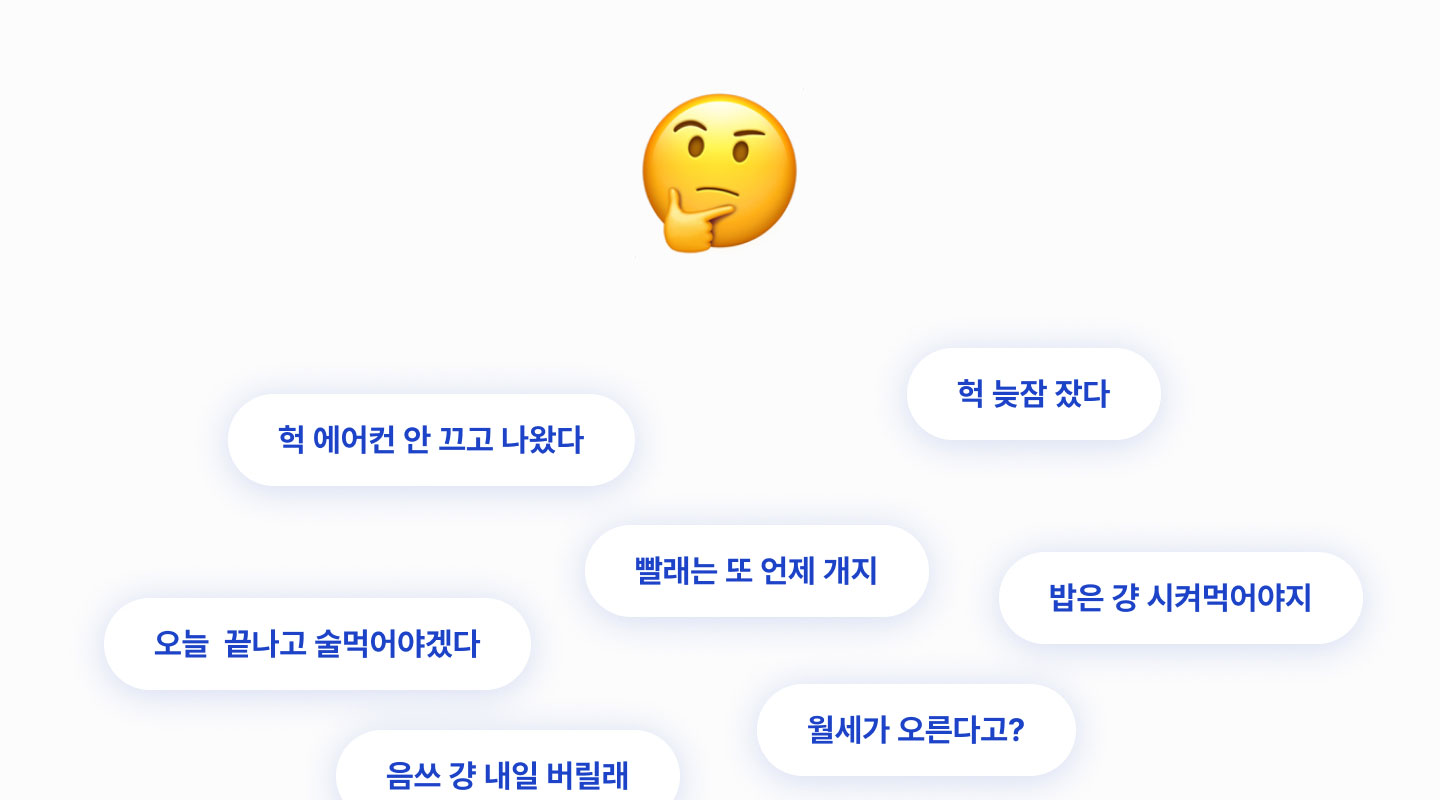 헉 늦잠 잤다
헉 에어컨 안 끄고 나왔다
빨래는 또 언제 개지
밥은 걍 시켜먹어야지
오늘  끝나고 술먹어야겠다
월세가 오른다고?
음쓰 걍 내일 버릴래